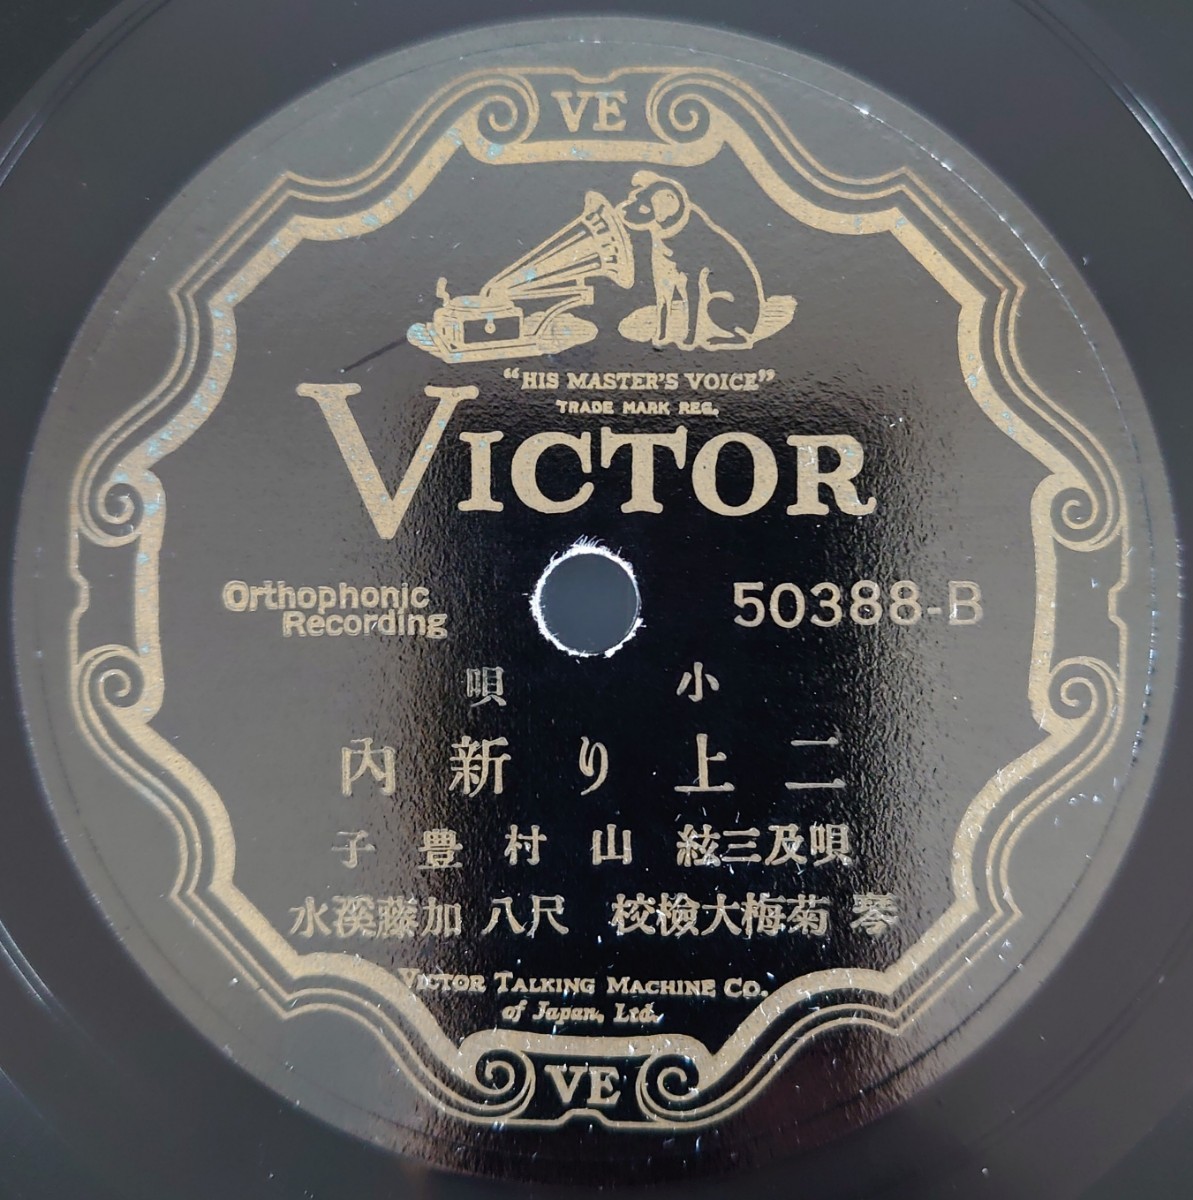 VE
"HIS MASTER'S VOICE"
TRADE MARK REG.
VICTOR
Orthophonic
Recording
50388-B
小唄
二上り新內
唄及三絃 山村豊子
琴 菊梅大檢校 尺八 加藤溪水
VICTOR TALKING MACHINE CO.
of Japan, Ltd.
VE